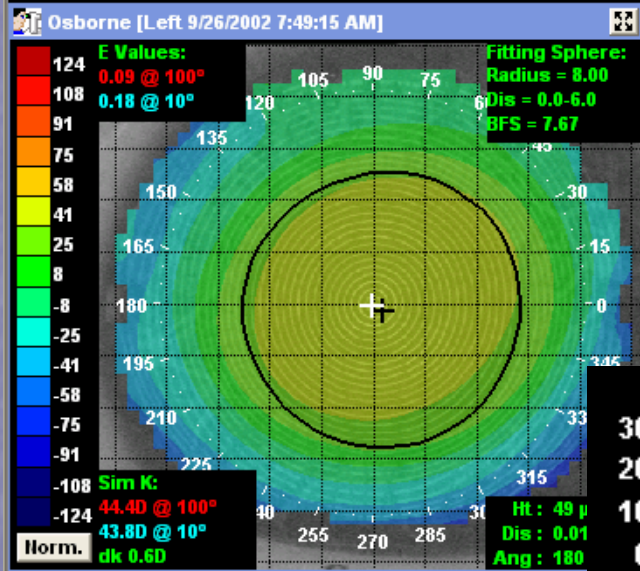 Osborne [Left 9/26/2002 7:49:15 AM]
E Values:
0.09 @ 100°
0.18 @ 10°
Fitting Sphere:
Radius = 8.00
Dis = 0.0-6.0
BFS = 7.67
124
108
91
75
58
41
25
8
-8
-25
-41
-58
-75
-91
-108
-124
Norm.
105
90
75
120
135
45
150
30
165
15
180
0
195
345
210
225
315
255
270
285
Sim K:
44.4D @ 100°
43.8D @ 10°
dk 0.6D
Ht : 49 µ
Dis : 0.01
Ang : 180